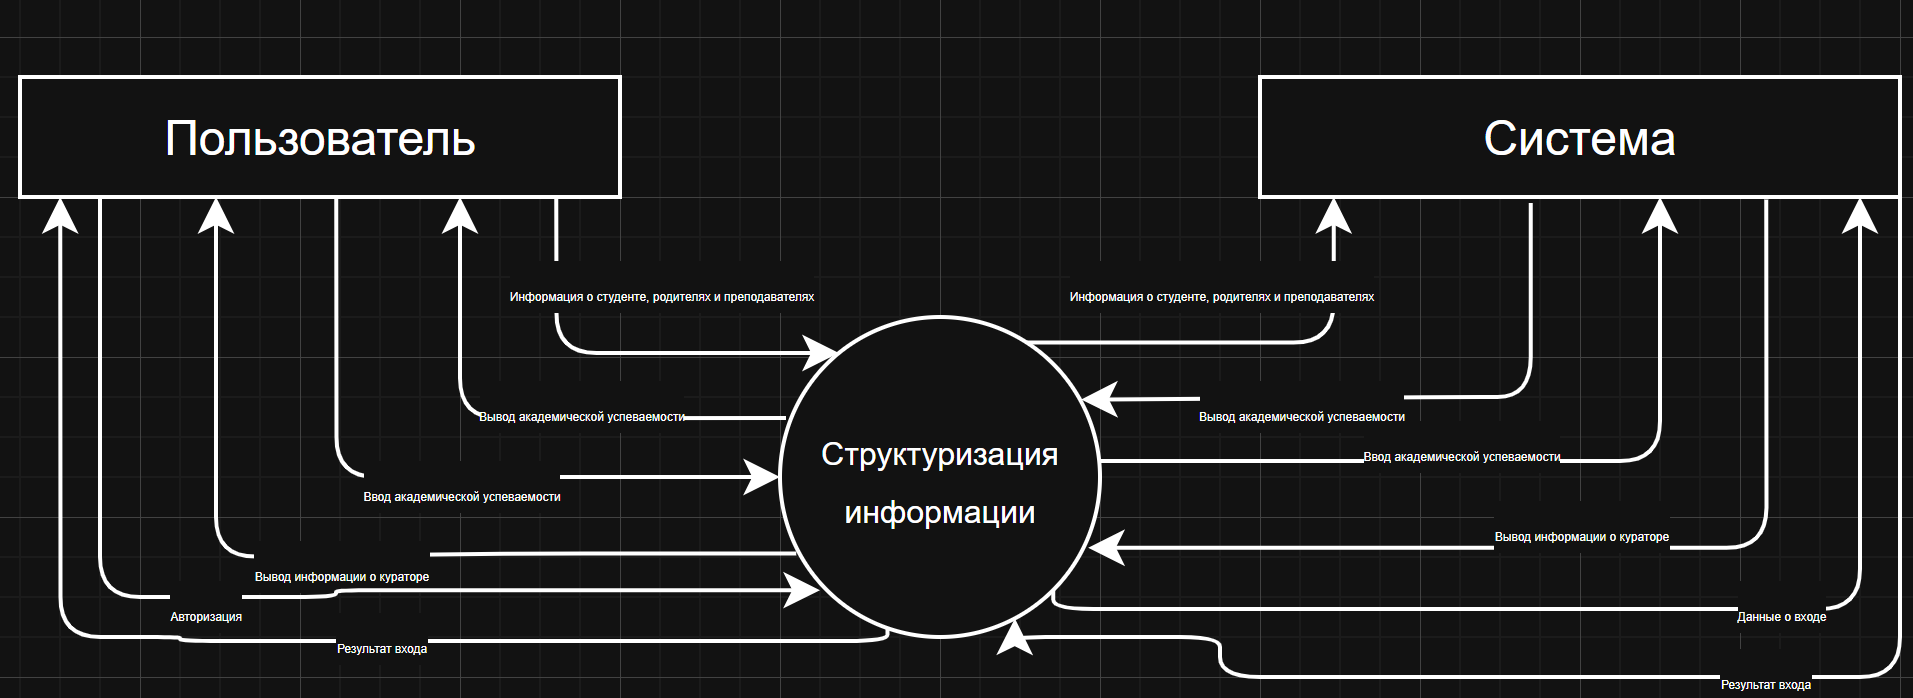 Пользователь
Система
Информация о студенте, родителях и преподавателях
Информация о студенте, родителях и преподавателях
Вывод академической успеваемости
Вывод академической успеваемости
Структуризация
информации
Ввод академической успеваемости
Ввод академической успеваемости
Вывод информации о кураторе
Вывод информации о кураторе
Авторизация
Данные о входе
Результат входа
Результат входа